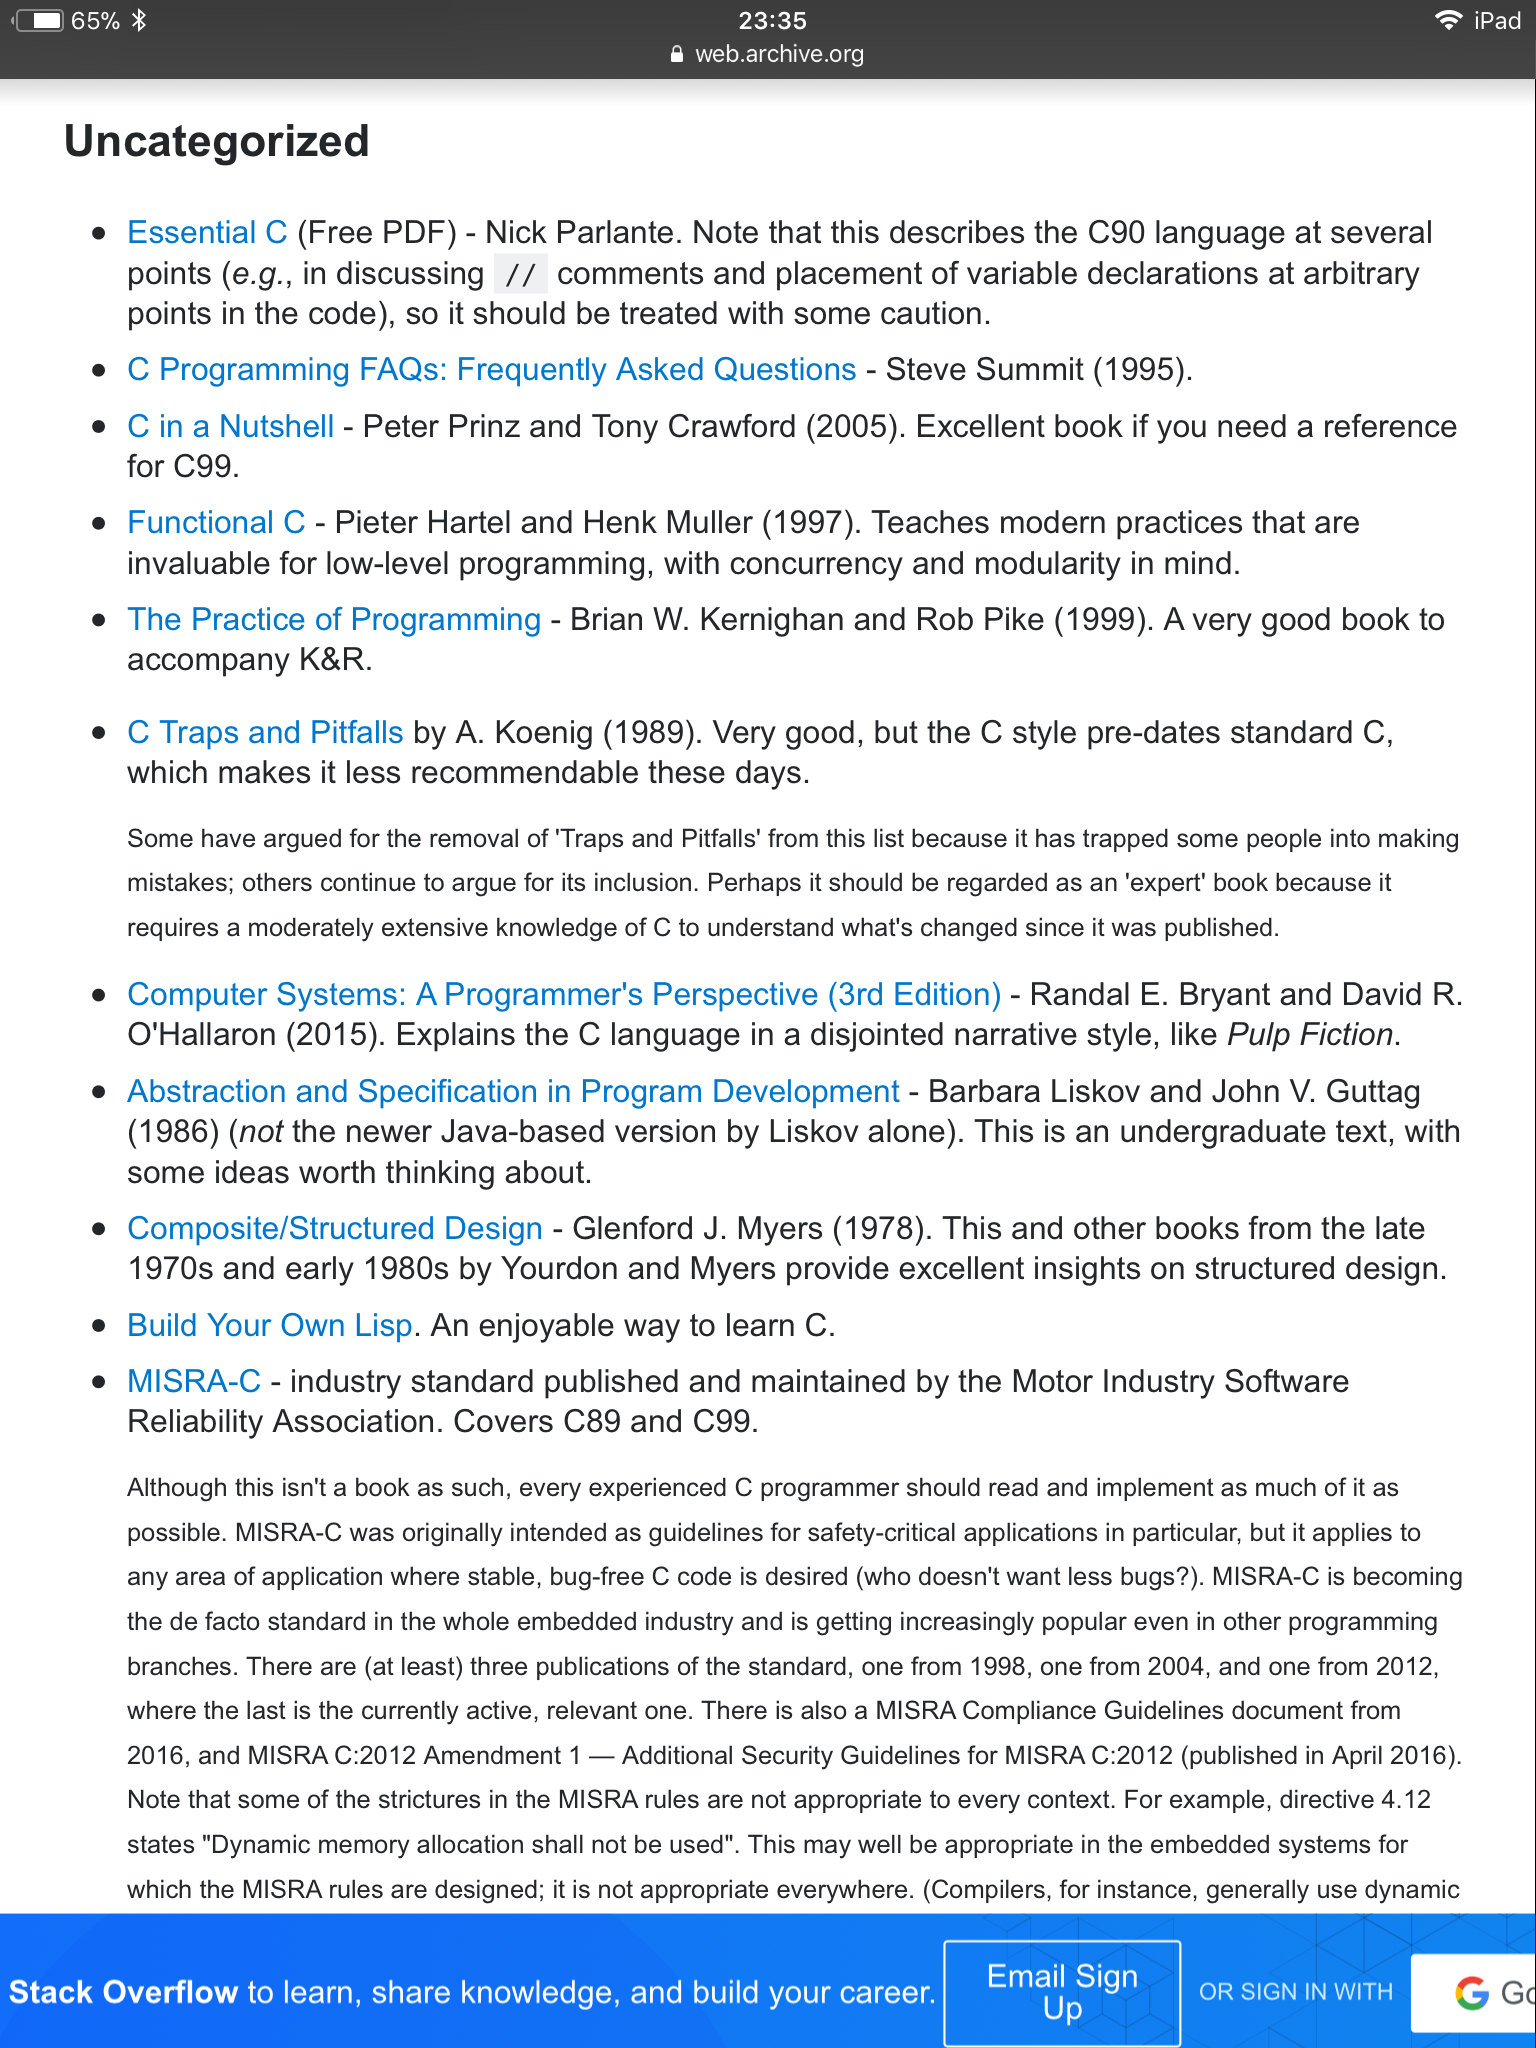 65%
23:35
iPad
web.archive.org
Uncategorized
Essential C (Free PDF) - Nick Parlante. Note that this describes the C90 language at several
points (e.g., in discussing // comments and placement of variable declarations at arbitrary
points in the code), so it should be treated with some caution.
C Programming FAQs: Frequently Asked Questions - Steve Summit (1995).
C in a Nutshell - Peter Prinz and Tony Crawford (2005). Excellent book if you need a reference
for C99.
Functional C - Pieter Hartel and Henk Muller (1997). Teaches modern practices that are
invaluable for low-level programming, with concurrency and modularity in mind.
The Practice of Programming - Brian W. Kernighan and Rob Pike (1999). A very good book to
accompany K&R.
C Traps and Pitfalls by A. Koenig (1989). Very good, but the C style pre-dates standard C,
which makes it less recommendable these days.
Some have argued for the removal of 'Traps and Pitfalls' from this list because it has trapped some people into making
mistakes; others continue to argue for its inclusion. Perhaps it should be regarded as an 'expert' book because it
requires a moderately extensive knowledge of C to understand what's changed since it was published.
Computer Systems: A Programmer's Perspective (3rd Edition) - Randal E. Bryant and David R.
O'Hallaron (2015). Explains the C language in a disjointed narrative style, like Pulp Fiction.
Abstraction and Specification in Program Development - Barbara Liskov and John V. Guttag
(1986) (not the newer Java-based version by Liskov alone). This is an undergraduate text, with
some ideas worth thinking about.
Composite/Structured Design - Glenford J. Myers (1978). This and other books from the late
1970s and early 1980s by Yourdon and Myers provide excellent insights on structured design.
Build Your Own Lisp. An enjoyable way to learn C.
MISRA-C - industry standard published and maintained by the Motor Industry Software
Reliability Association. Covers C89 and C99.
Although this isn't a book as such, every experienced C programmer should read and implement as much of it as
possible. MISRA-C was originally intended as guidelines for safety-critical applications in particular, but it applies to
any area of application where stable, bug-free C code is desired (who doesn't want less bugs?). MISRA-C is becoming
the de facto standard in the whole embedded industry and is getting increasingly popular even in other programming
branches. There are (at least) three publications of the standard, one from 1998, one from 2004, and one from 2012,
where the last is the currently active, relevant one. There is also a MISRA Compliance Guidelines document from
2016, and MISRA C:2012 Amendment 1 — Additional Security Guidelines for MISRA C:2012 (published in April 2016).
Note that some of the strictures in the MISRA rules are not appropriate to every context. For example, directive 4.12
states "Dynamic memory allocation shall not be used". This may well be appropriate in the embedded systems for
which the MISRA rules are designed; it is not appropriate everywhere. (Compilers, for instance, generally use dynamic
Stack Overflow to learn, share knowledge, and build your career.
Email Sign
Up
OR SIGN IN WITH
Go